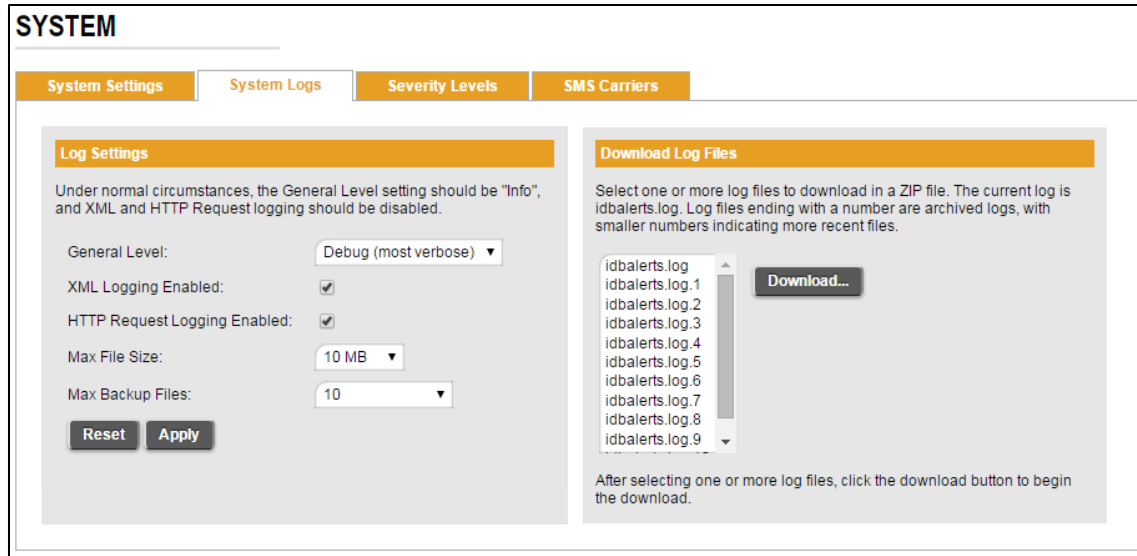 SYSTEM
System Settings
System Logs
Severity Levels
SMS Carriers
Log Settings
Under normal circumstances, the General Level setting should be "Info",
and XML and HTTP Request logging should be disabled.
General Level:
Debug (most verbose)
XML Logging Enabled:
HTTP Request Logging Enabled:
Max File Size:
10 MB
Max Backup Files:
10
Reset
Apply
Download Log Files
Select one or more log files to download in a ZIP file. The current log is
idbalerts.log. Log files ending with a number are archived logs, with
smaller numbers indicating more recent files.
idbalerts.log
idbalerts.log.1
idbalerts.log.2
idbalerts.log.3
idbalerts.log.4
idbalerts.log.5
idbalerts.log.6
idbalerts.log.7
idbalerts.log.8
idbalerts.log.9
Download...
After selecting one or more log files, click the download button to begin
the download.